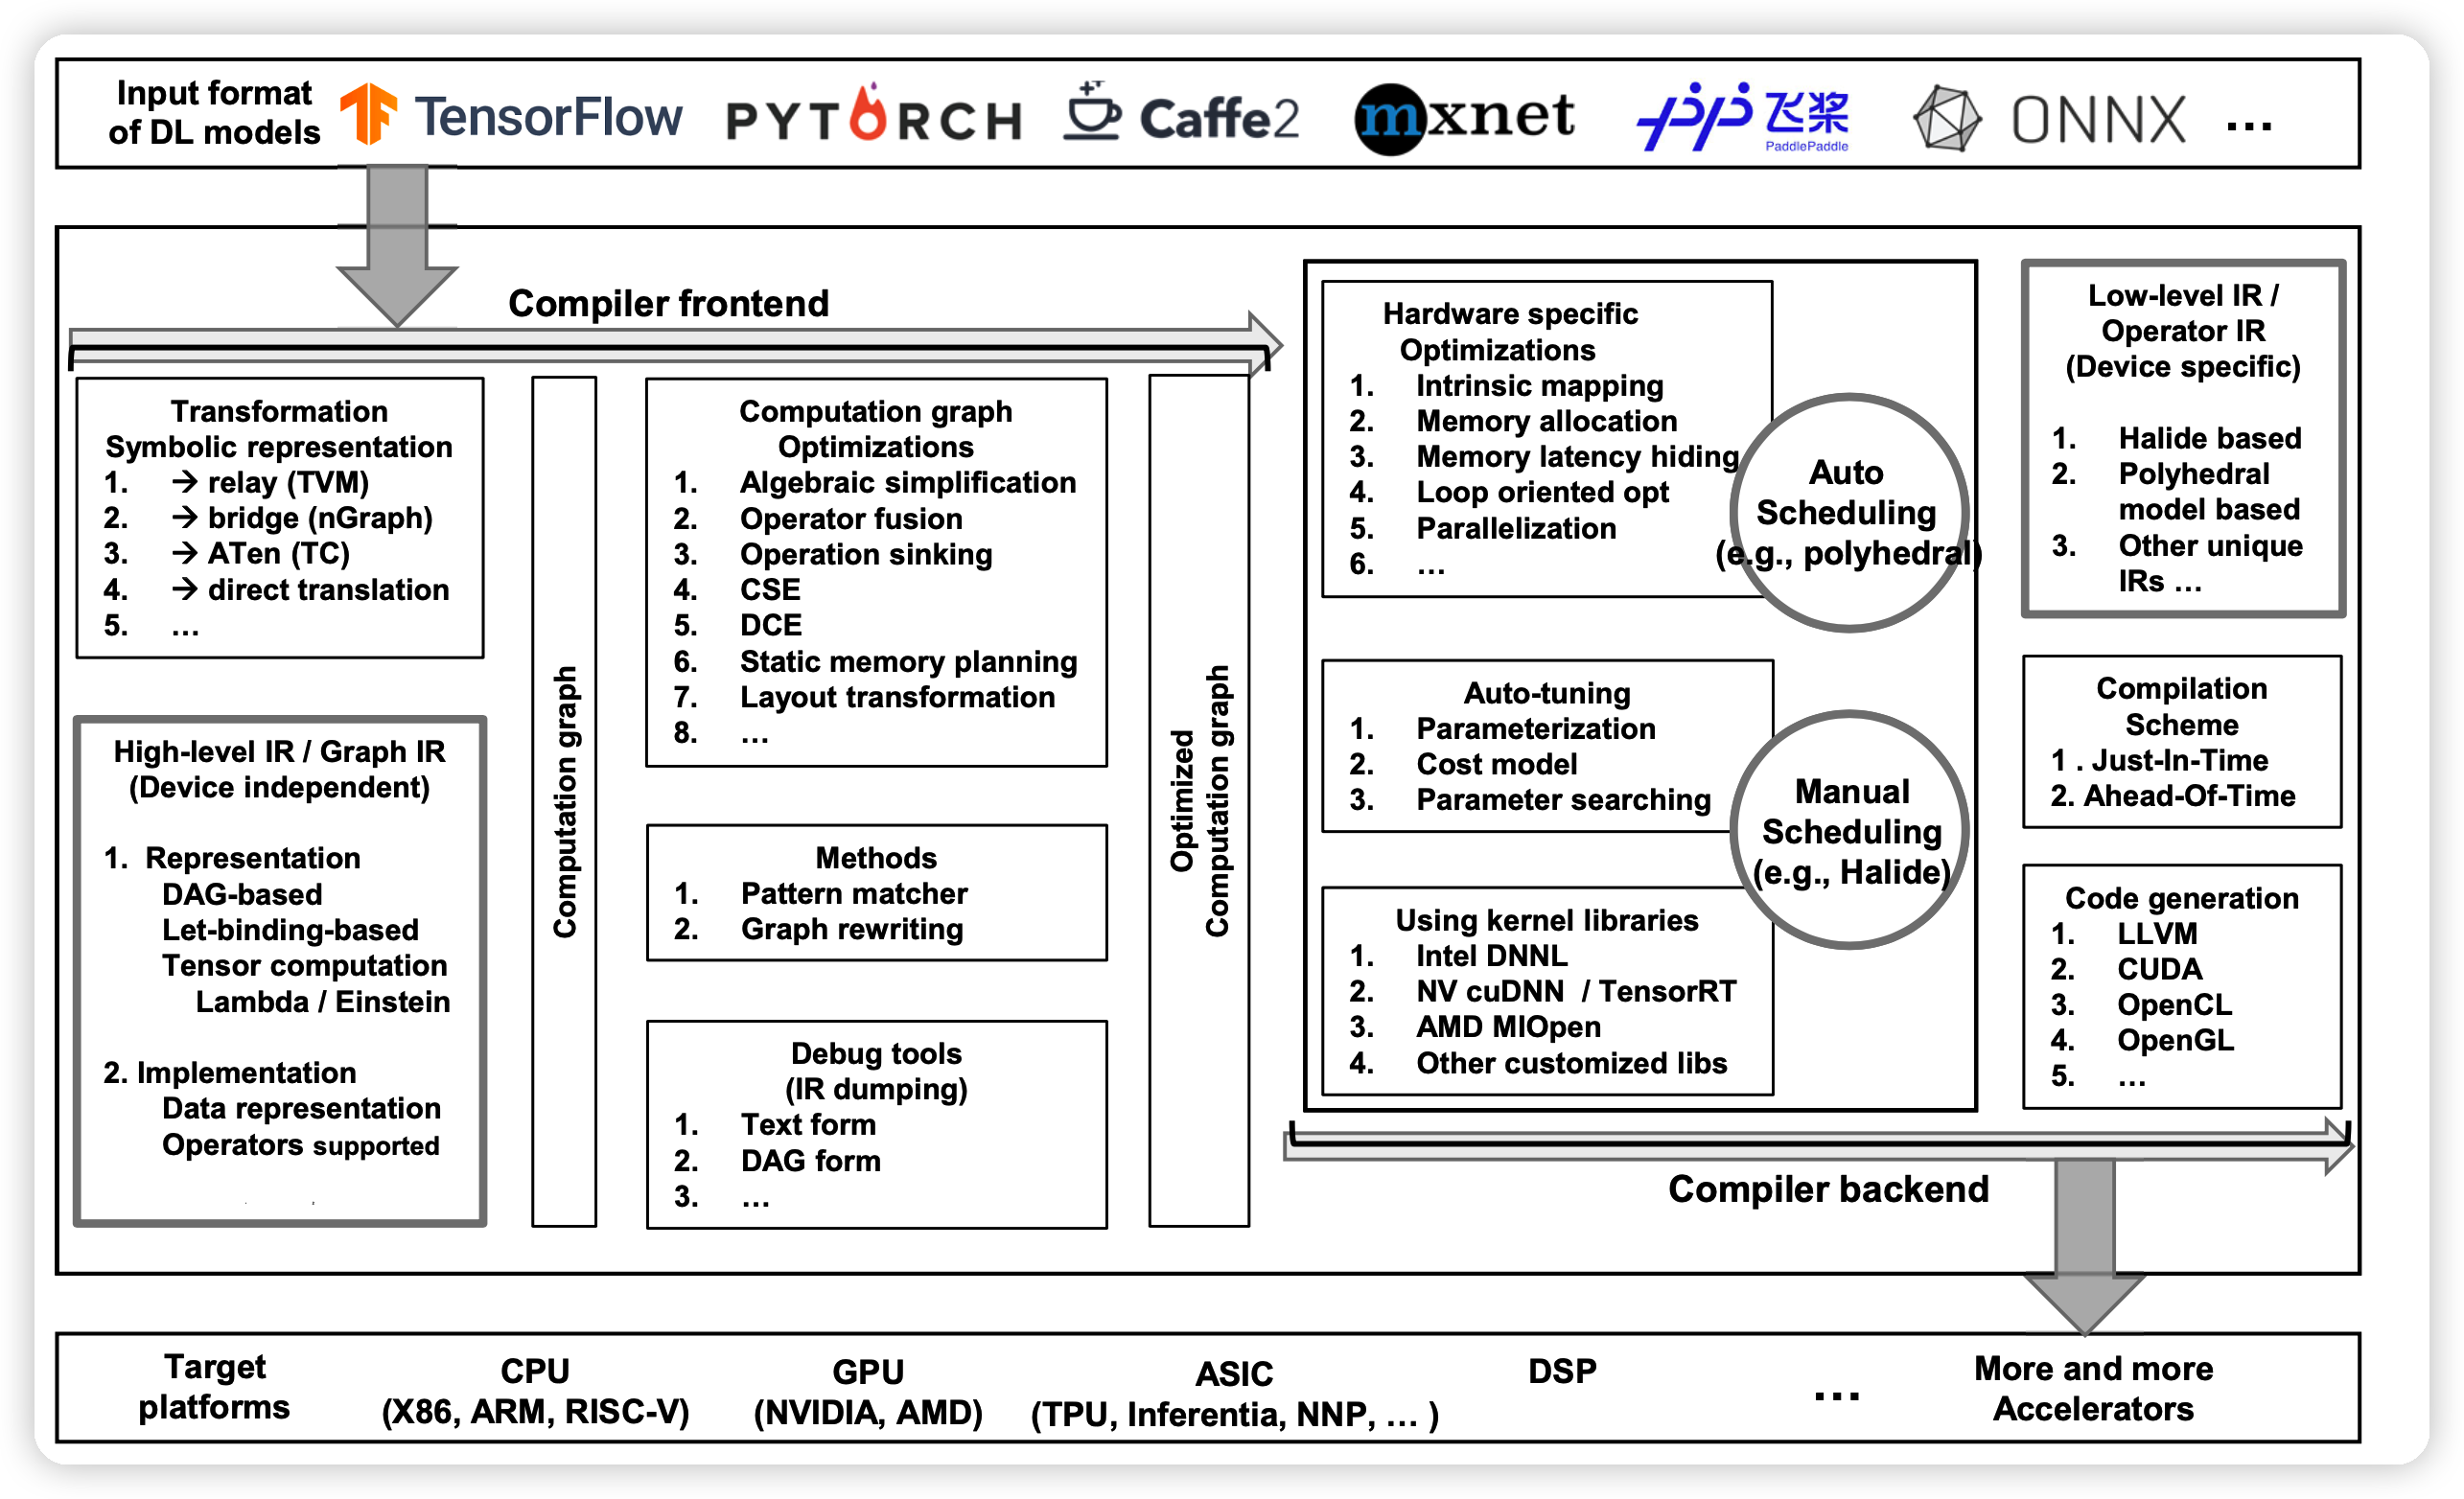 Input format
of DL models
TensorFlow
PYTORCH
Caffe2
mxnet
飞桨
PaddlePaddle
ONNX
...
Compiler frontend
Transformation
Symbolic representation
1. → relay (TVM)
2. → bridge (nGraph)
3. → ATen (TC)
4. → direct translation
5. ...
High-level IR / Graph IR
(Device independent)
1. Representation
DAG-based
Let-binding-based
Tensor computation
Lambda / Einstein
2. Implementation
Data representation
Operators supported
Computation graph
Computation graph
Optimizations
1. Algebraic simplification
2. Operator fusion
3. Operation sinking
4. CSE
5. DCE
6. Static memory planning
7. Layout transformation
8. ...
Methods
1. Pattern matcher
2. Graph rewriting
Debug tools
(IR dumping)
1. Text form
2. DAG form
3. ...
Optimized
Computation graph
Hardware specific
Optimizations
1. Intrinsic mapping
2. Memory allocation
3. Memory latency hiding
4. Loop oriented opt
5. Parallelization
6. ...
Auto
Scheduling
(e.g., polyhedral)
Auto-tuning
1. Parameterization
2. Cost model
3. Parameter searching
Manual
Scheduling
(e.g., Halide)
Using kernel libraries
1. Intel DNNL
2. NV cuDNN / TensorRT
3. AMD MIOpen
4. Other customized libs
Low-level IR /
Operator IR
(Device specific)
1. Halide based
2. Polyhedral
model based
3. Other unique
IRs ...
Compilation
Scheme
1 . Just-In-Time
2. Ahead-Of-Time
Code generation
1. LLVM
2. CUDA
3. OpenCL
4. OpenGL
5. ...
Compiler backend
Target
platforms
CPU
(X86, ARM, RISC-V)
GPU
(NVIDIA, AMD)
ASIC
(TPU, Inferentia, NNP, ... )
DSP
...
More and more
Accelerators